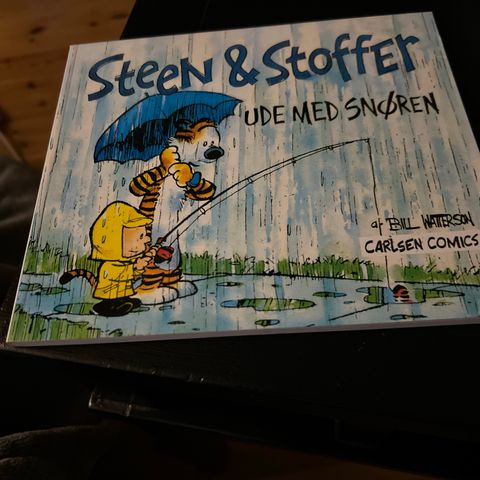 Steen & Stoffer
UDE MED SNØREN
af BILL WATTERSON
CARLSEN COMICS